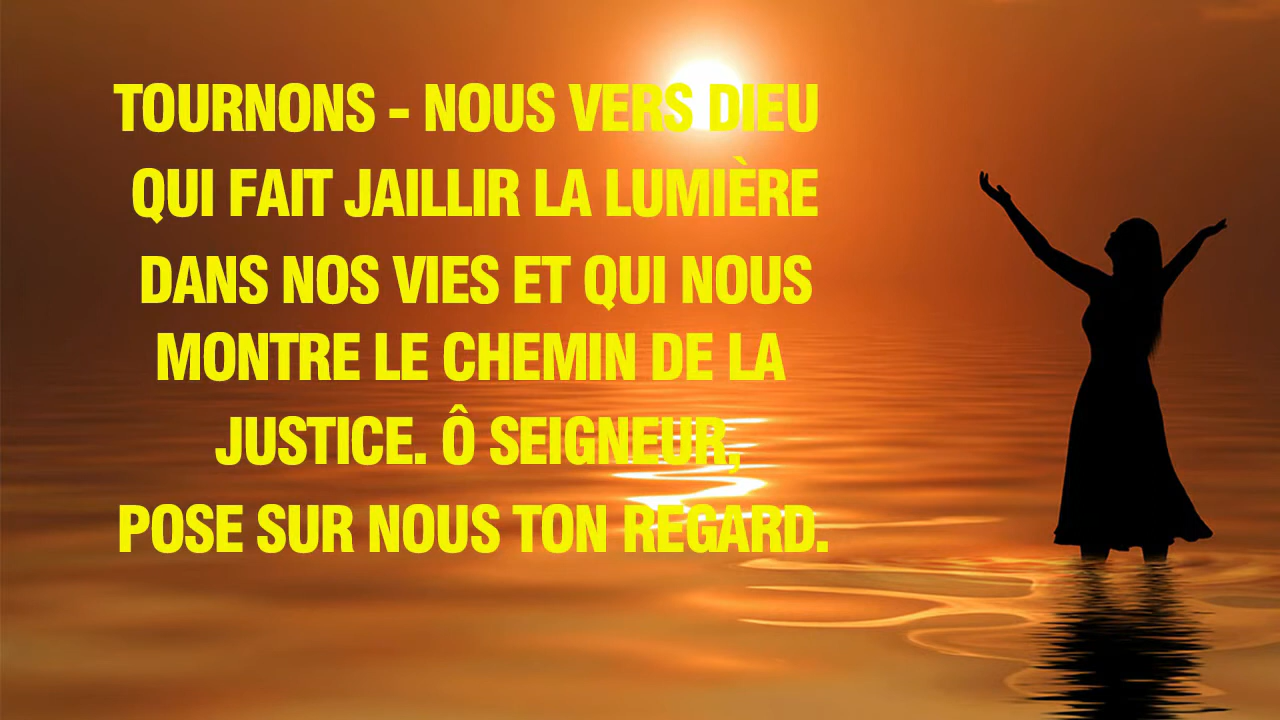 TOURNONS - NOUS VERS DIEU
QUI FAIT JAILLIR LA LUMIÈRE
DANS NOS VIES ET QUI NOUS
MONTRE LE CHEMIN DE LA
JUSTICE. Ô SEIGNEUR,
POSE SUR NOUS TON REGARD.